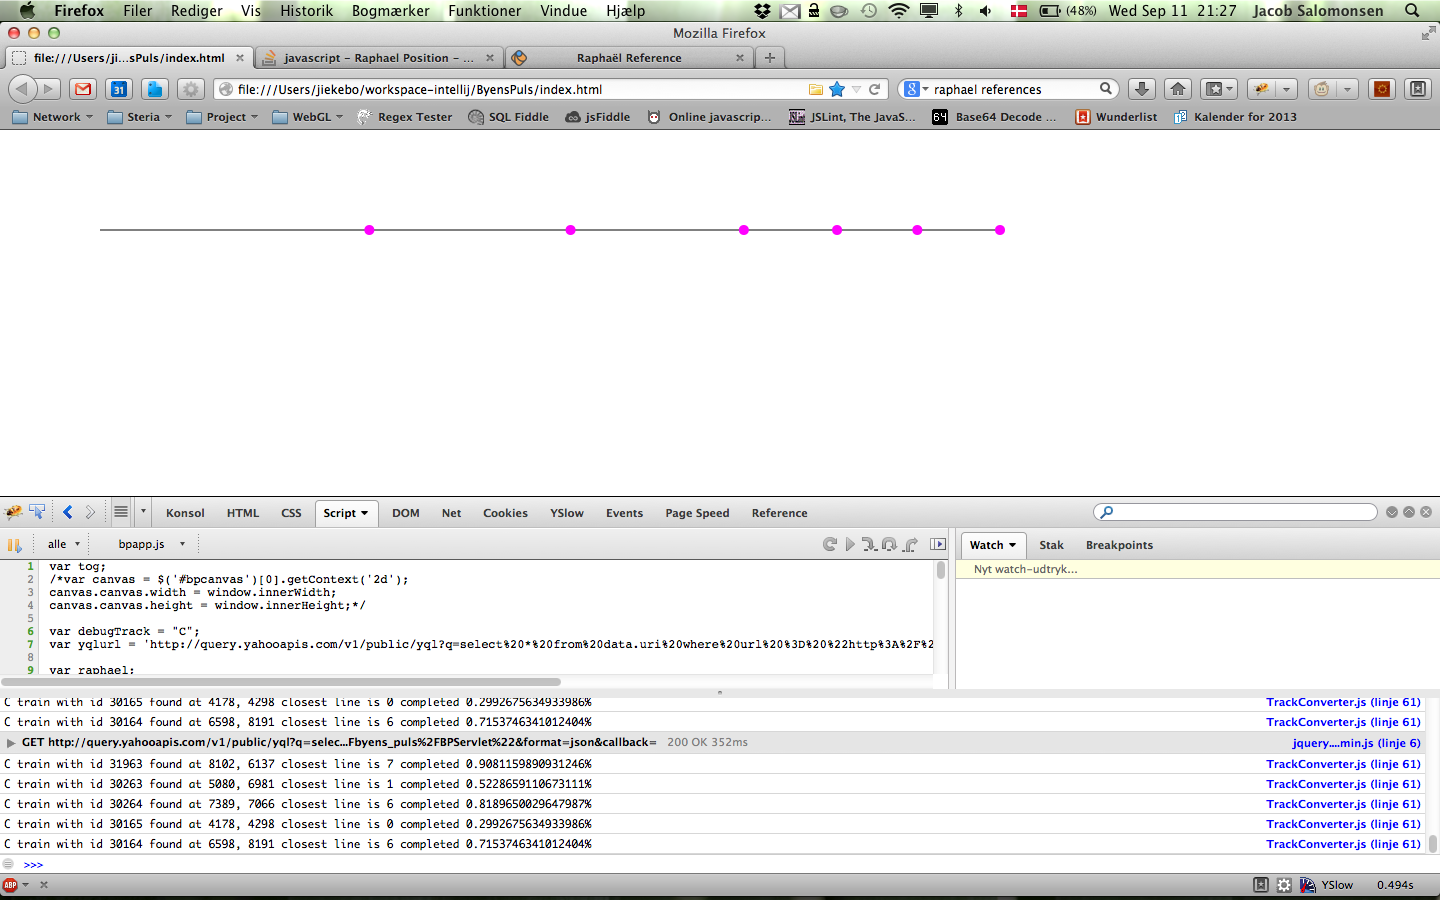 Firefox Filer Rediger Vis Historik Bogmærker Funktioner Vindue Hjælp (48%) Wed Sep 11 21:27 Jacob Salomonsen
Mozilla Firefox
file:///Users/ji...sPuls/index.html javascript - Raphael Position - ... Raphaël Reference
31 file:///Users/jiekebo/workspace-intellij/ByensPuls/index.html 8 raphael references
Network Steria Project WebGL Regex Tester SQL Fiddle jsFiddle Online javascrip... JSLint, The JavaS... 64 Base64 Decode ... Wunderlist Kalender for 2013
Konsol HTML CSS Script DOM Net Cookies YSlow Events Page Speed Reference
alle bpapp.js Watch Stak Breakpoints
Nyt watch-udtryk...
1 var tog;
2 /*var canvas = $('#bpcanvas')[0].getContext('2d');
3 canvas.canvas.width = window.innerWidth;
4 canvas.canvas.height = window.innerHeight;*/
5
6 var debugTrack = "C";
7 var yqlurl = 'http://query.yahooapis.com/v1/public/yql?q=select%20*%20from%20data.uri%20where%20url%20%3D%20%22http%3A%2F%2
8
9 var raphael;
C train with id 30165 found at 4178, 4298 closest line is 0 completed 0.2992675634933986% TrackConverter.js (linje 61)
C train with id 30164 found at 6598, 8191 closest line is 6 completed 0.7153746341012404% TrackConverter.js (linje 61)
GET http://query.yahooapis.com/v1/public/yql?q=selec...Fbyens_puls%2FBPServlet%22&format=json&callback= 200 OK 352ms jquery....min.js (linje 6)
C train with id 31963 found at 8102, 6137 closest line is 7 completed 0.9081159890931246% TrackConverter.js (linje 61)
C train with id 30263 found at 5080, 6981 closest line is 1 completed 0.5228659110673111% TrackConverter.js (linje 61)
C train with id 30264 found at 7389, 7066 closest line is 6 completed 0.8189650029647987% TrackConverter.js (linje 61)
C train with id 30165 found at 4178, 4298 closest line is 0 completed 0.2992675634933986% TrackConverter.js (linje 61)
C train with id 30164 found at 6598, 8191 closest line is 6 completed 0.7153746341012404% TrackConverter.js (linje 61)
>>>
ABP YSlow 0.494s